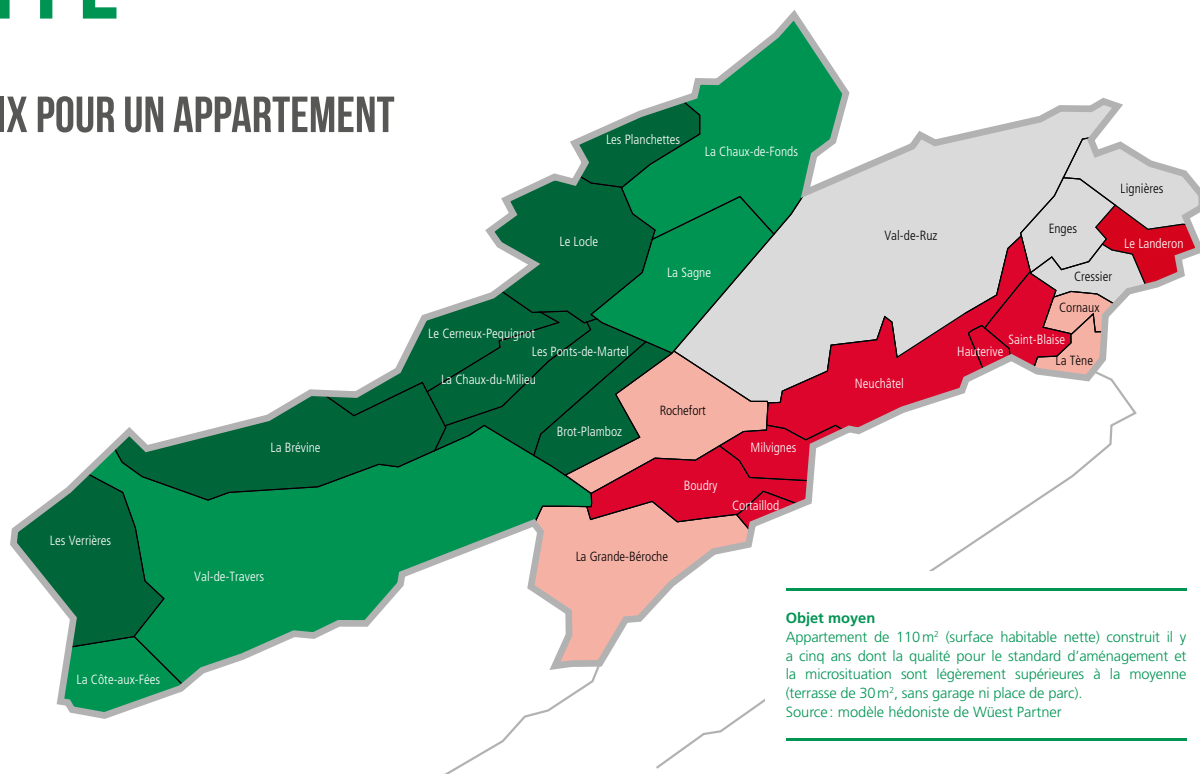 IX POUR UN APPARTEMENT
Les Planchettes
La Chaux-de-Fonds
Lignières
Le Locle
Val-de-Ruz
Enges
Le Landeron
La Sagne
Cressier
Cornaux
Le Cerneux-Pequignot
Les Ponts-de-Martel
Saint-Blaise
Hauterive
La Tène
La Chaux-du-Milieu
Neuchâtel
Rochefort
Brot-Plamboz
La Brévine
Milvignes
Boudry
Cortaillod
Les Verrières
La Grande-Béroche
Val-de-Travers
La Côte-aux-Fées
Objet moyen
Appartement de 110 m² (surface habitable nette) construit il y
a cinq ans dont la qualité pour le standard d'aménagement et
la microsituation sont légèrement supérieures à la moyenne
(terrasse de 30 m², sans garage ni place de parc).
Source : modèle hédoniste de Wüest Partner